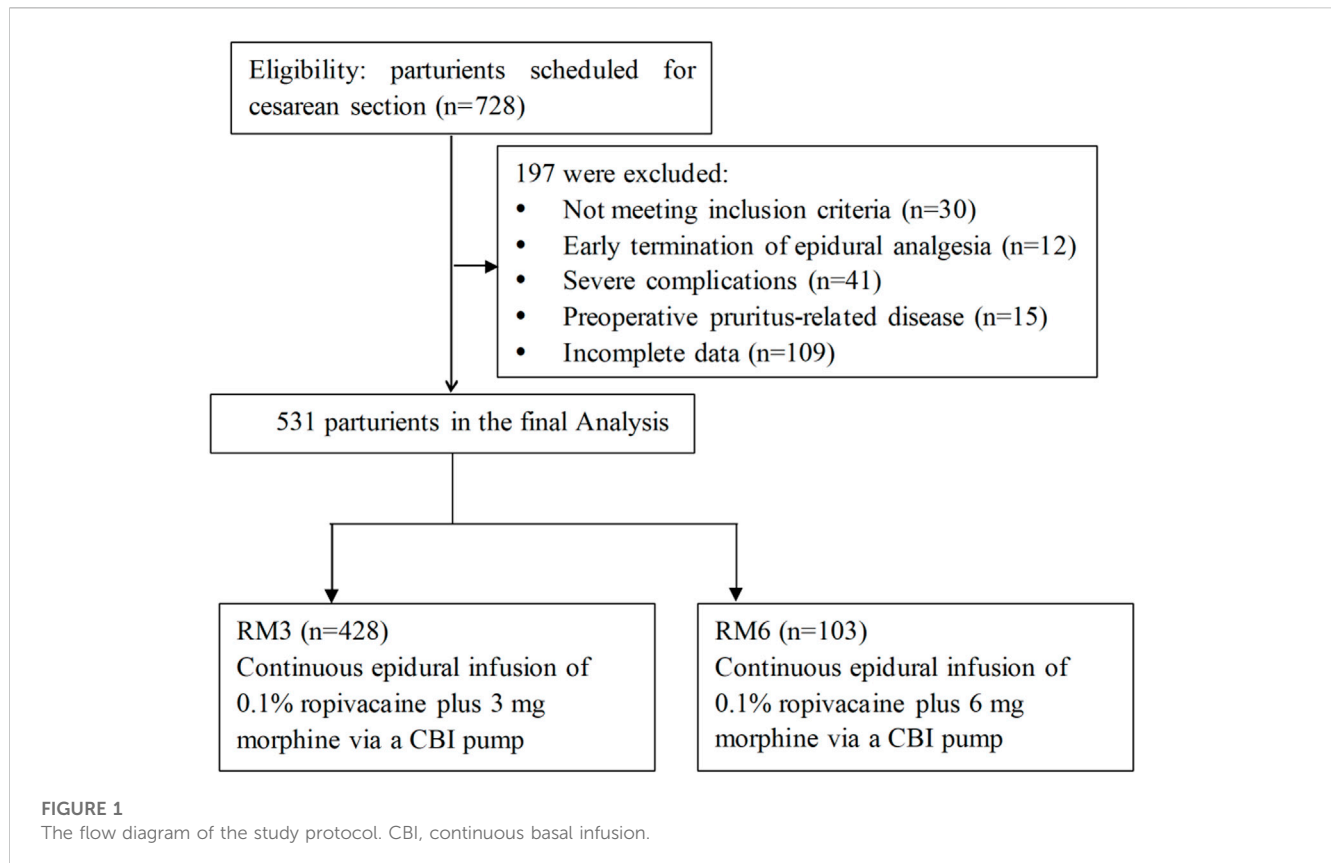 Eligibility: parturients scheduled for
cesarean section (n=728)
197 were excluded:
• Not meeting inclusion criteria (n=30)
• Early termination of epidural analgesia (n=12)
• Severe complications (n=41)
• Preoperative pruritus-related disease (n=15)
• Incomplete data (n=109)
531 parturients in the final Analysis
RM3 (n=428)
Continuous epidural infusion of
0.1% ropivacaine plus 3 mg
morphine via a CBI pump
RM6 (n=103)
Continuous epidural infusion of
0.1% ropivacaine plus 6 mg
morphine via a CBI pump
FIGURE 1
The flow diagram of the study protocol. CBI, continuous basal infusion.